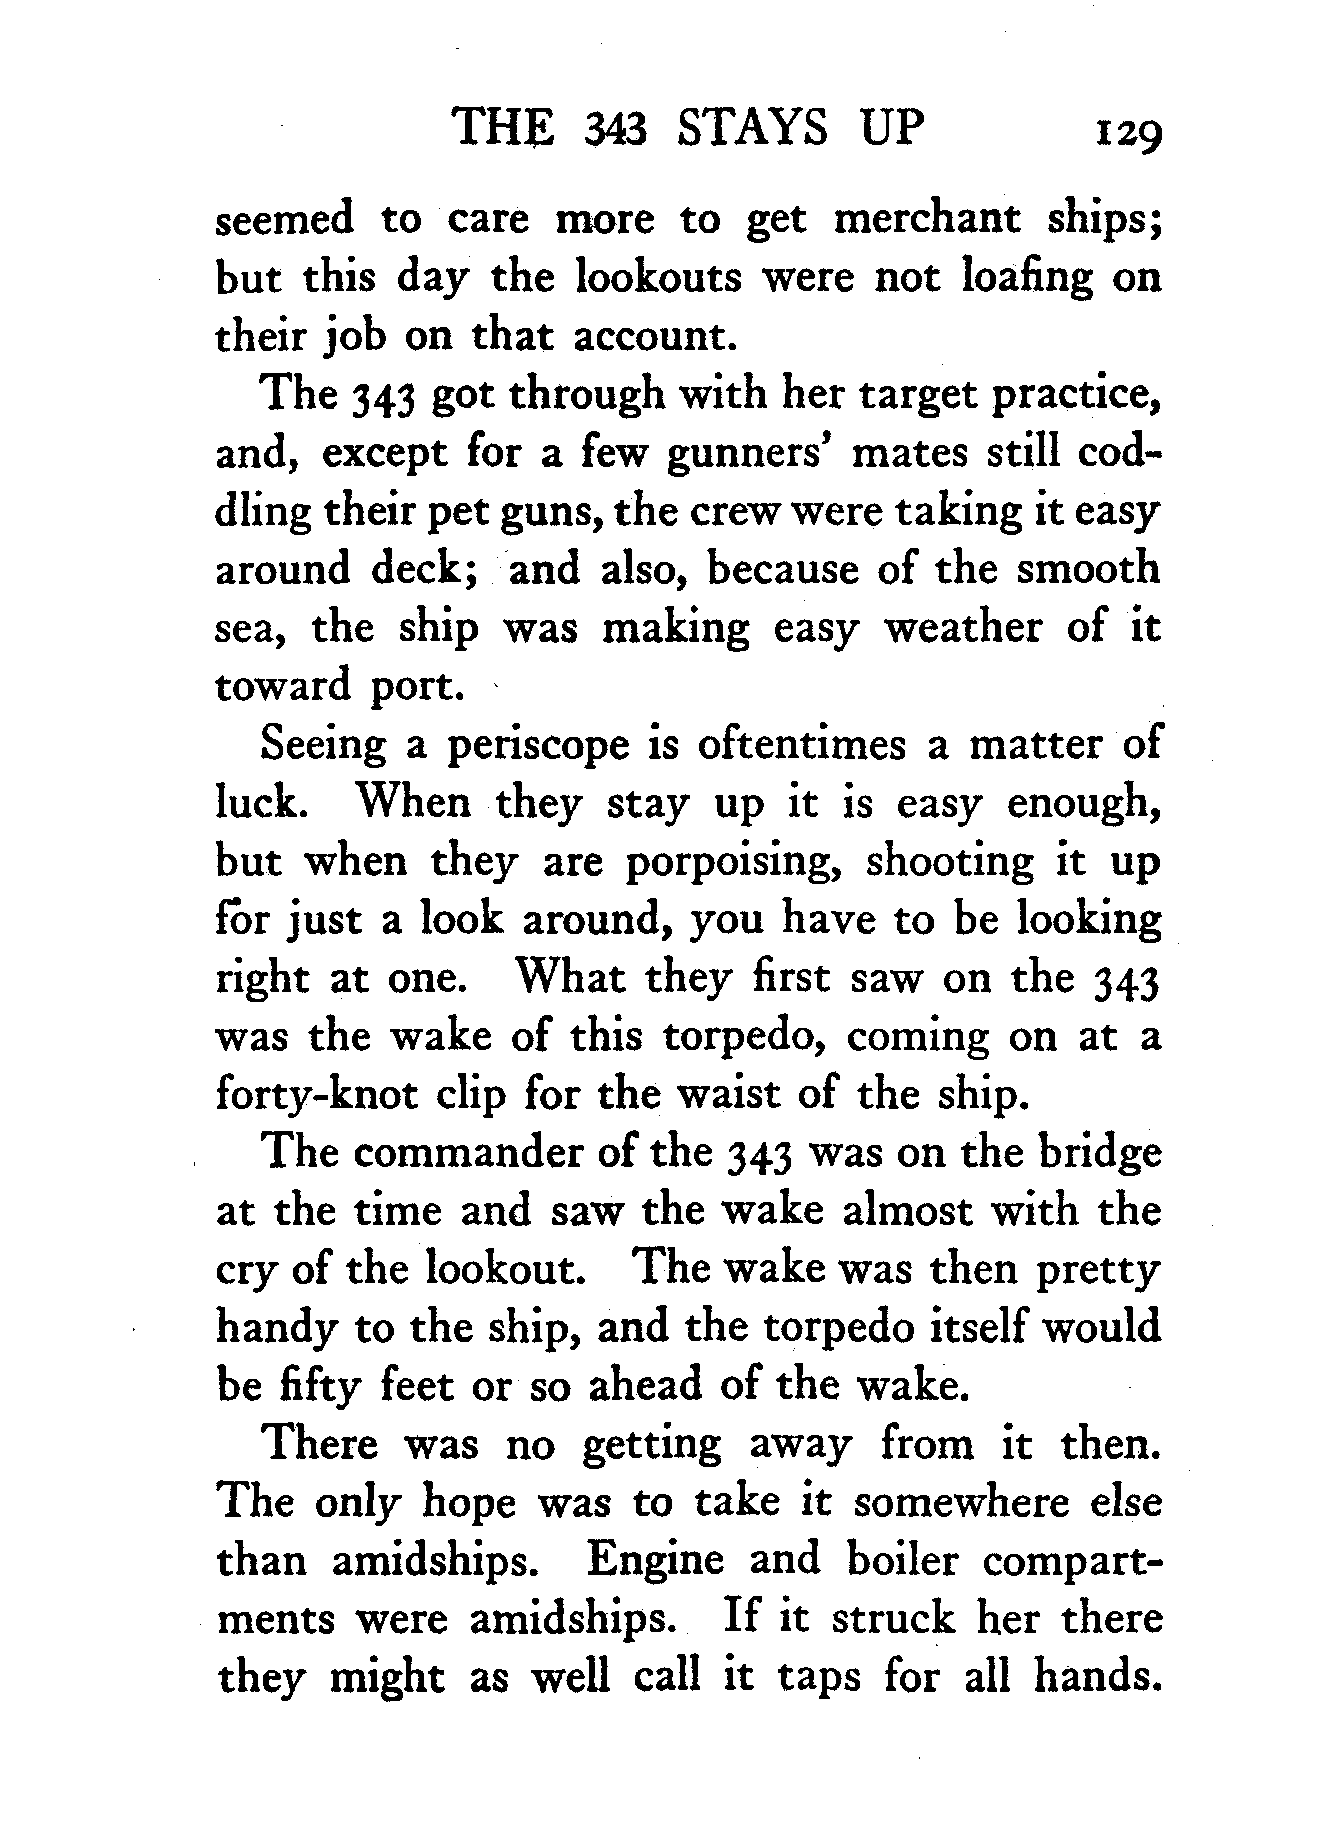 THE 343 STAYS UP 129
seemed to care more to get merchant ships;
but this day the lookouts were not loafing on
their job on that account.
The 343 got through with her target practice,
and, except for a few gunners' mates still cod-
dling their pet guns, the crew were taking it easy
around deck; and also, because of the smooth
sea, the ship was making easy weather of it
toward port.
Seeing a periscope is oftentimes a matter of
luck. When they stay up it is easy enough,
but when they are porpoising, shooting it up
for just a look around, you have to be looking
right at one. What they first saw on the 343
was the wake of this torpedo, coming on at a
forty-knot clip for the waist of the ship.
The commander of the 343 was on the bridge
at the time and saw the wake almost with the
cry of the lookout. The wake was then pretty
handy to the ship, and the torpedo itself would
be fifty feet or so ahead of the wake.
There was no getting away from it then.
The only hope was to take it somewhere else
than amidships. Engine and boiler compart-
ments were amidships. If it struck her there
they might as well call it taps for all hands.